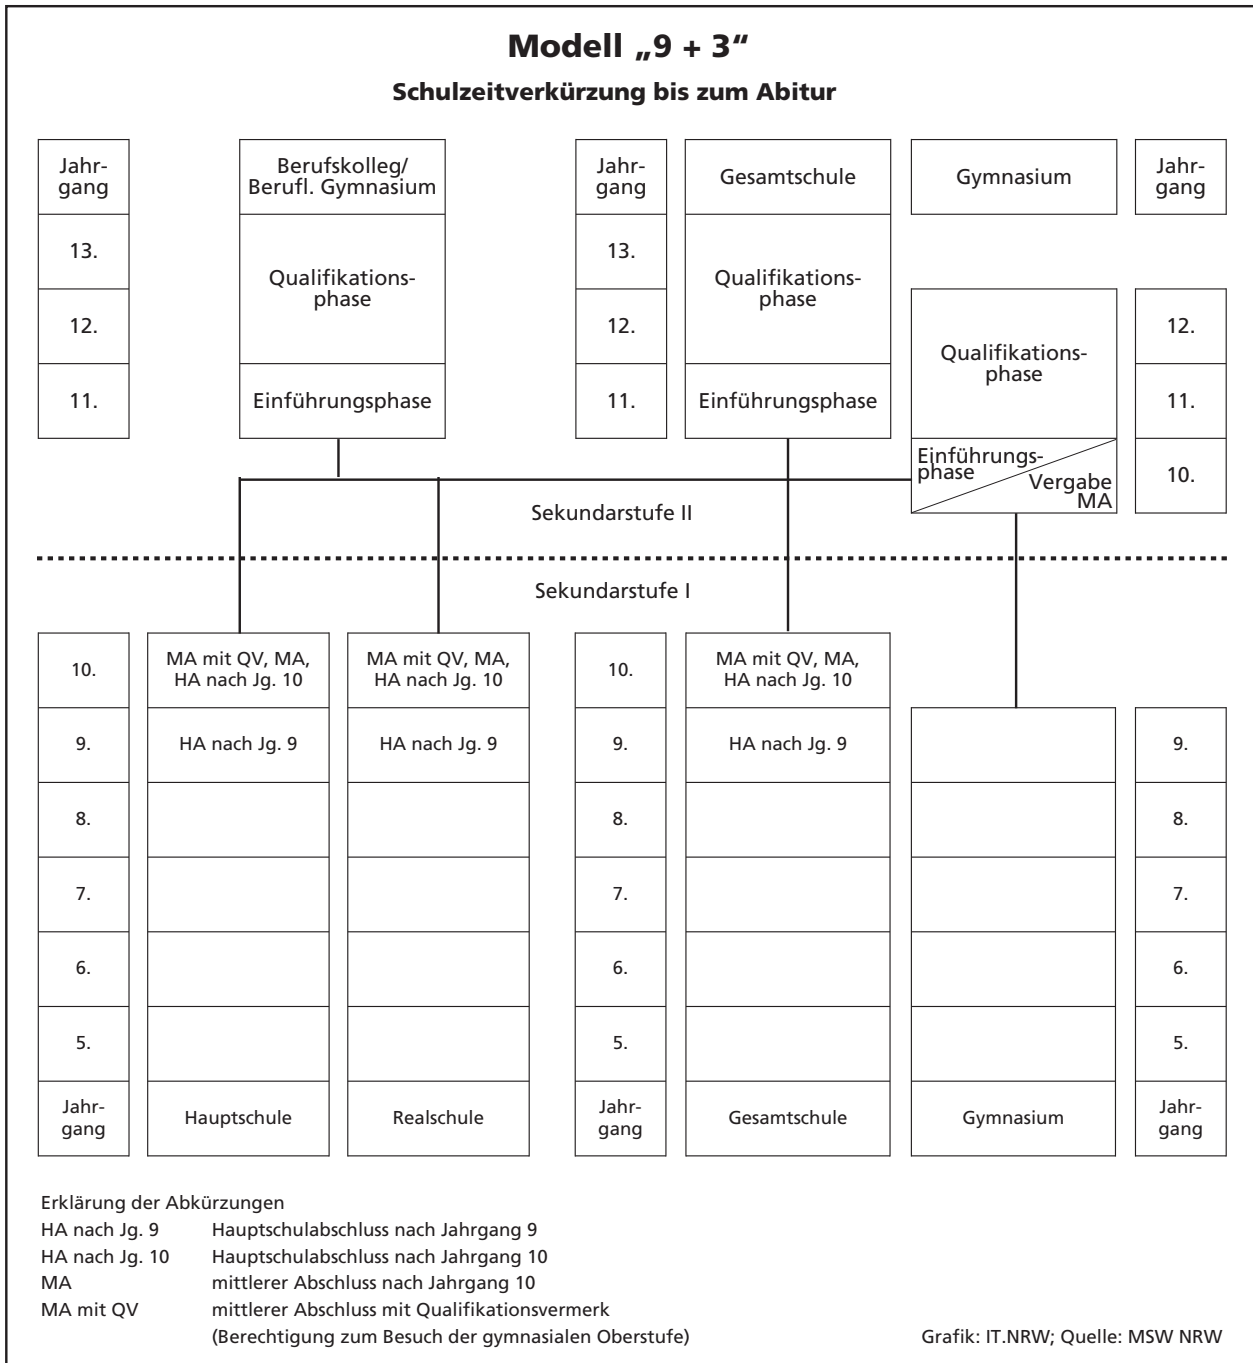 Modell „9 + 3“
Schulzeitverkürzung bis zum Abitur
Jahr-
gang
Berufskolleg/
Berufl. Gymnasium
Jahr-
gang
Gesamtschule
Gymnasium
Jahr-
gang
13.
Qualifikations-
phase
13.
Qualifikations-
phase
12.
12.
Qualifikations-
phase
12.
11.
Einführungsphase
11.
Einführungsphase
11.
Einführungs-
phase
Vergabe
MA
10.
Sekundarstufe II
Sekundarstufe I
10.
MA mit QV, MA,
HA nach Jg. 10
MA mit QV, MA,
HA nach Jg. 10
10.
MA mit QV, MA,
HA nach Jg. 10
9.
HA nach Jg. 9
HA nach Jg. 9
9.
HA nach Jg. 9
9.
8.
8.
8.
7.
7.
7.
6.
6.
6.
5.
5.
5.
Jahr-
gang
Hauptschule
Realschule
Jahr-
gang
Gesamtschule
Gymnasium
Jahr-
gang
Erklärung der Abkürzungen
HA nach Jg. 9 Hauptschulabschluss nach Jahrgang 9
HA nach Jg. 10 Hauptschulabschluss nach Jahrgang 10
MA mittlerer Abschluss nach Jahrgang 10
MA mit QV mittlerer Abschluss mit Qualifikationsvermerk
(Berechtigung zum Besuch der gymnasialen Oberstufe)
Grafik: IT.NRW; Quelle: MSW NRW